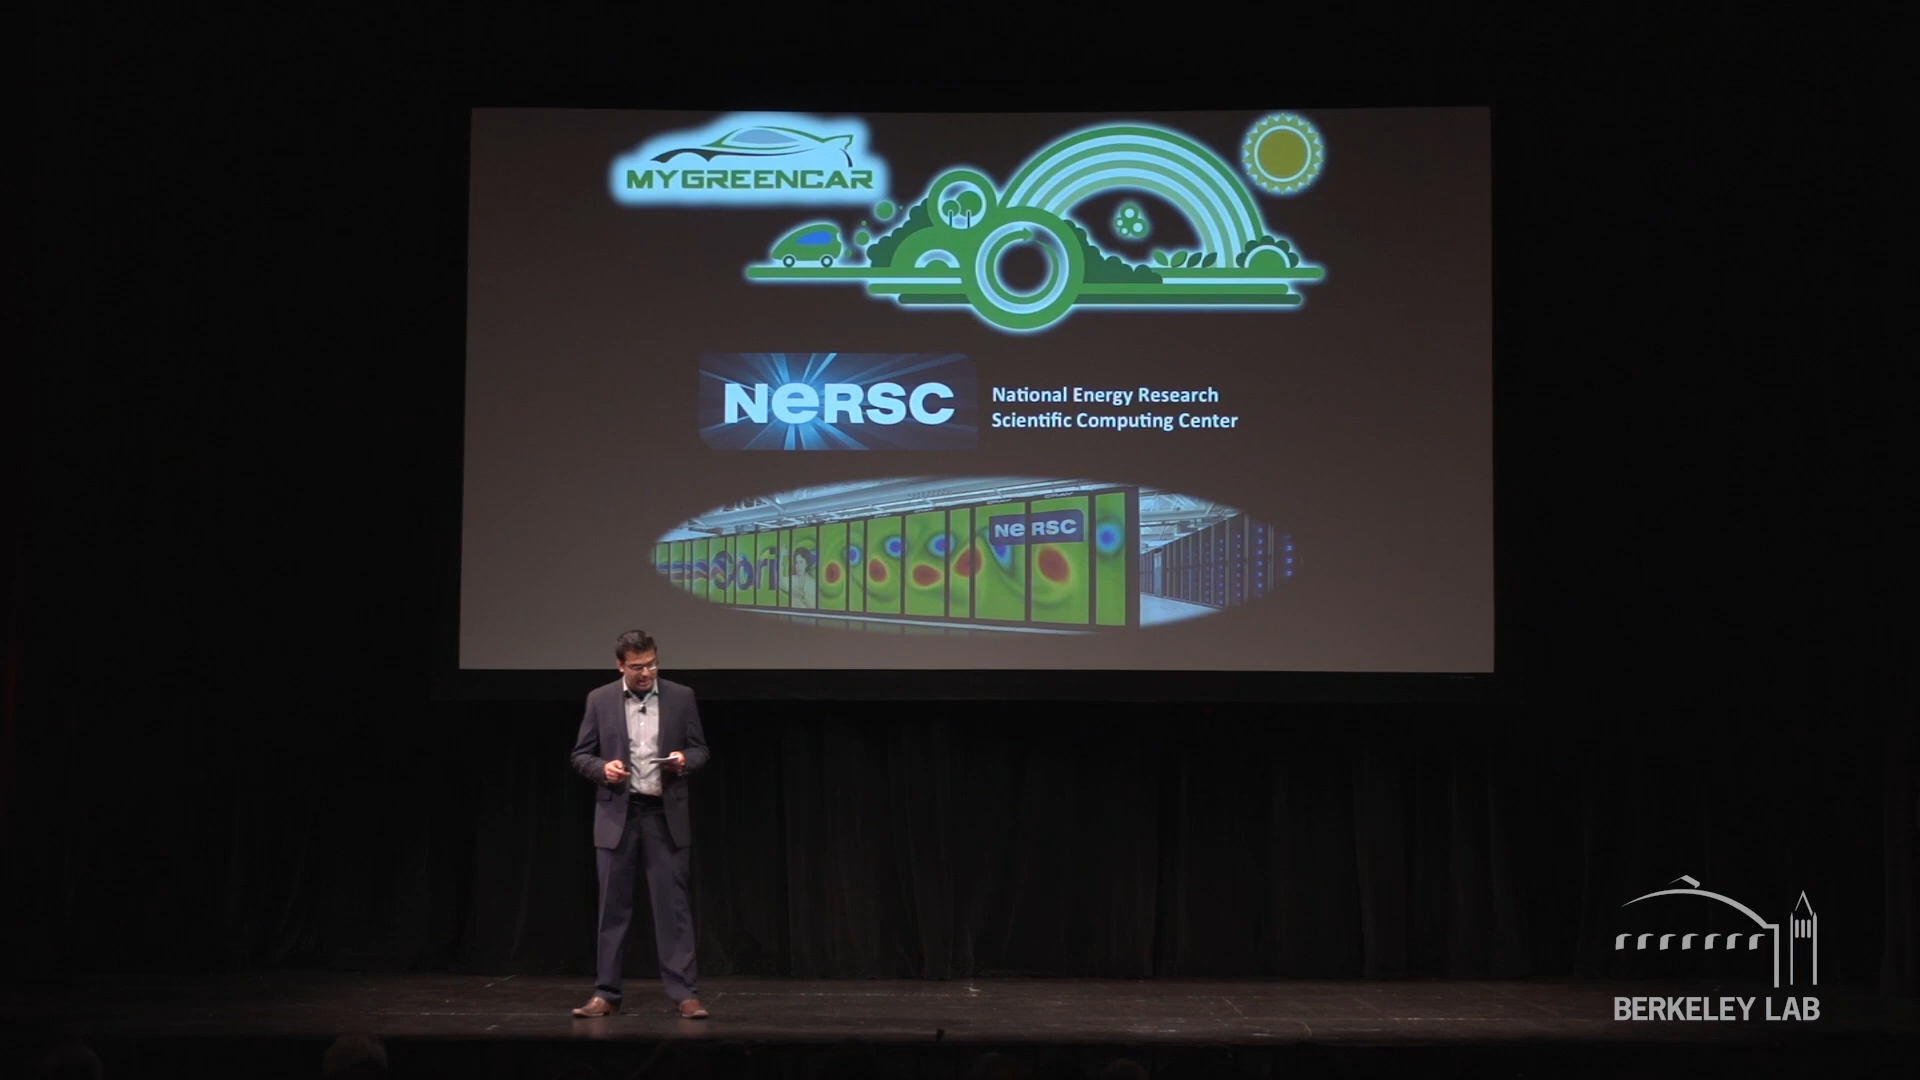 MYGREENCAR
NERSC
National Energy Research
Scientific Computing Center
NERSC
BERKELEY LAB